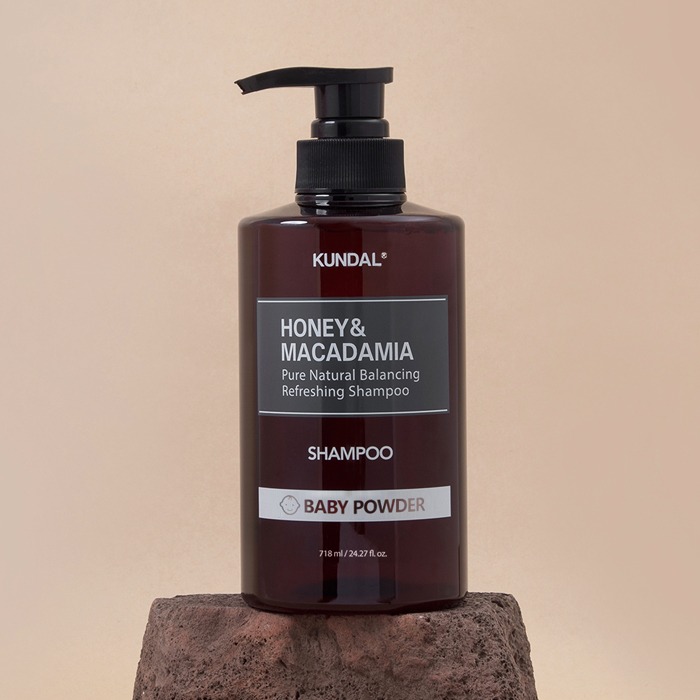 KUNDAL®
HONEY&
MACADAMIA
Pure Natural Balancing
Refreshing Shampoo
SHAMPOO
BABY POWDER
718 ml / 24.27 fl. oz.